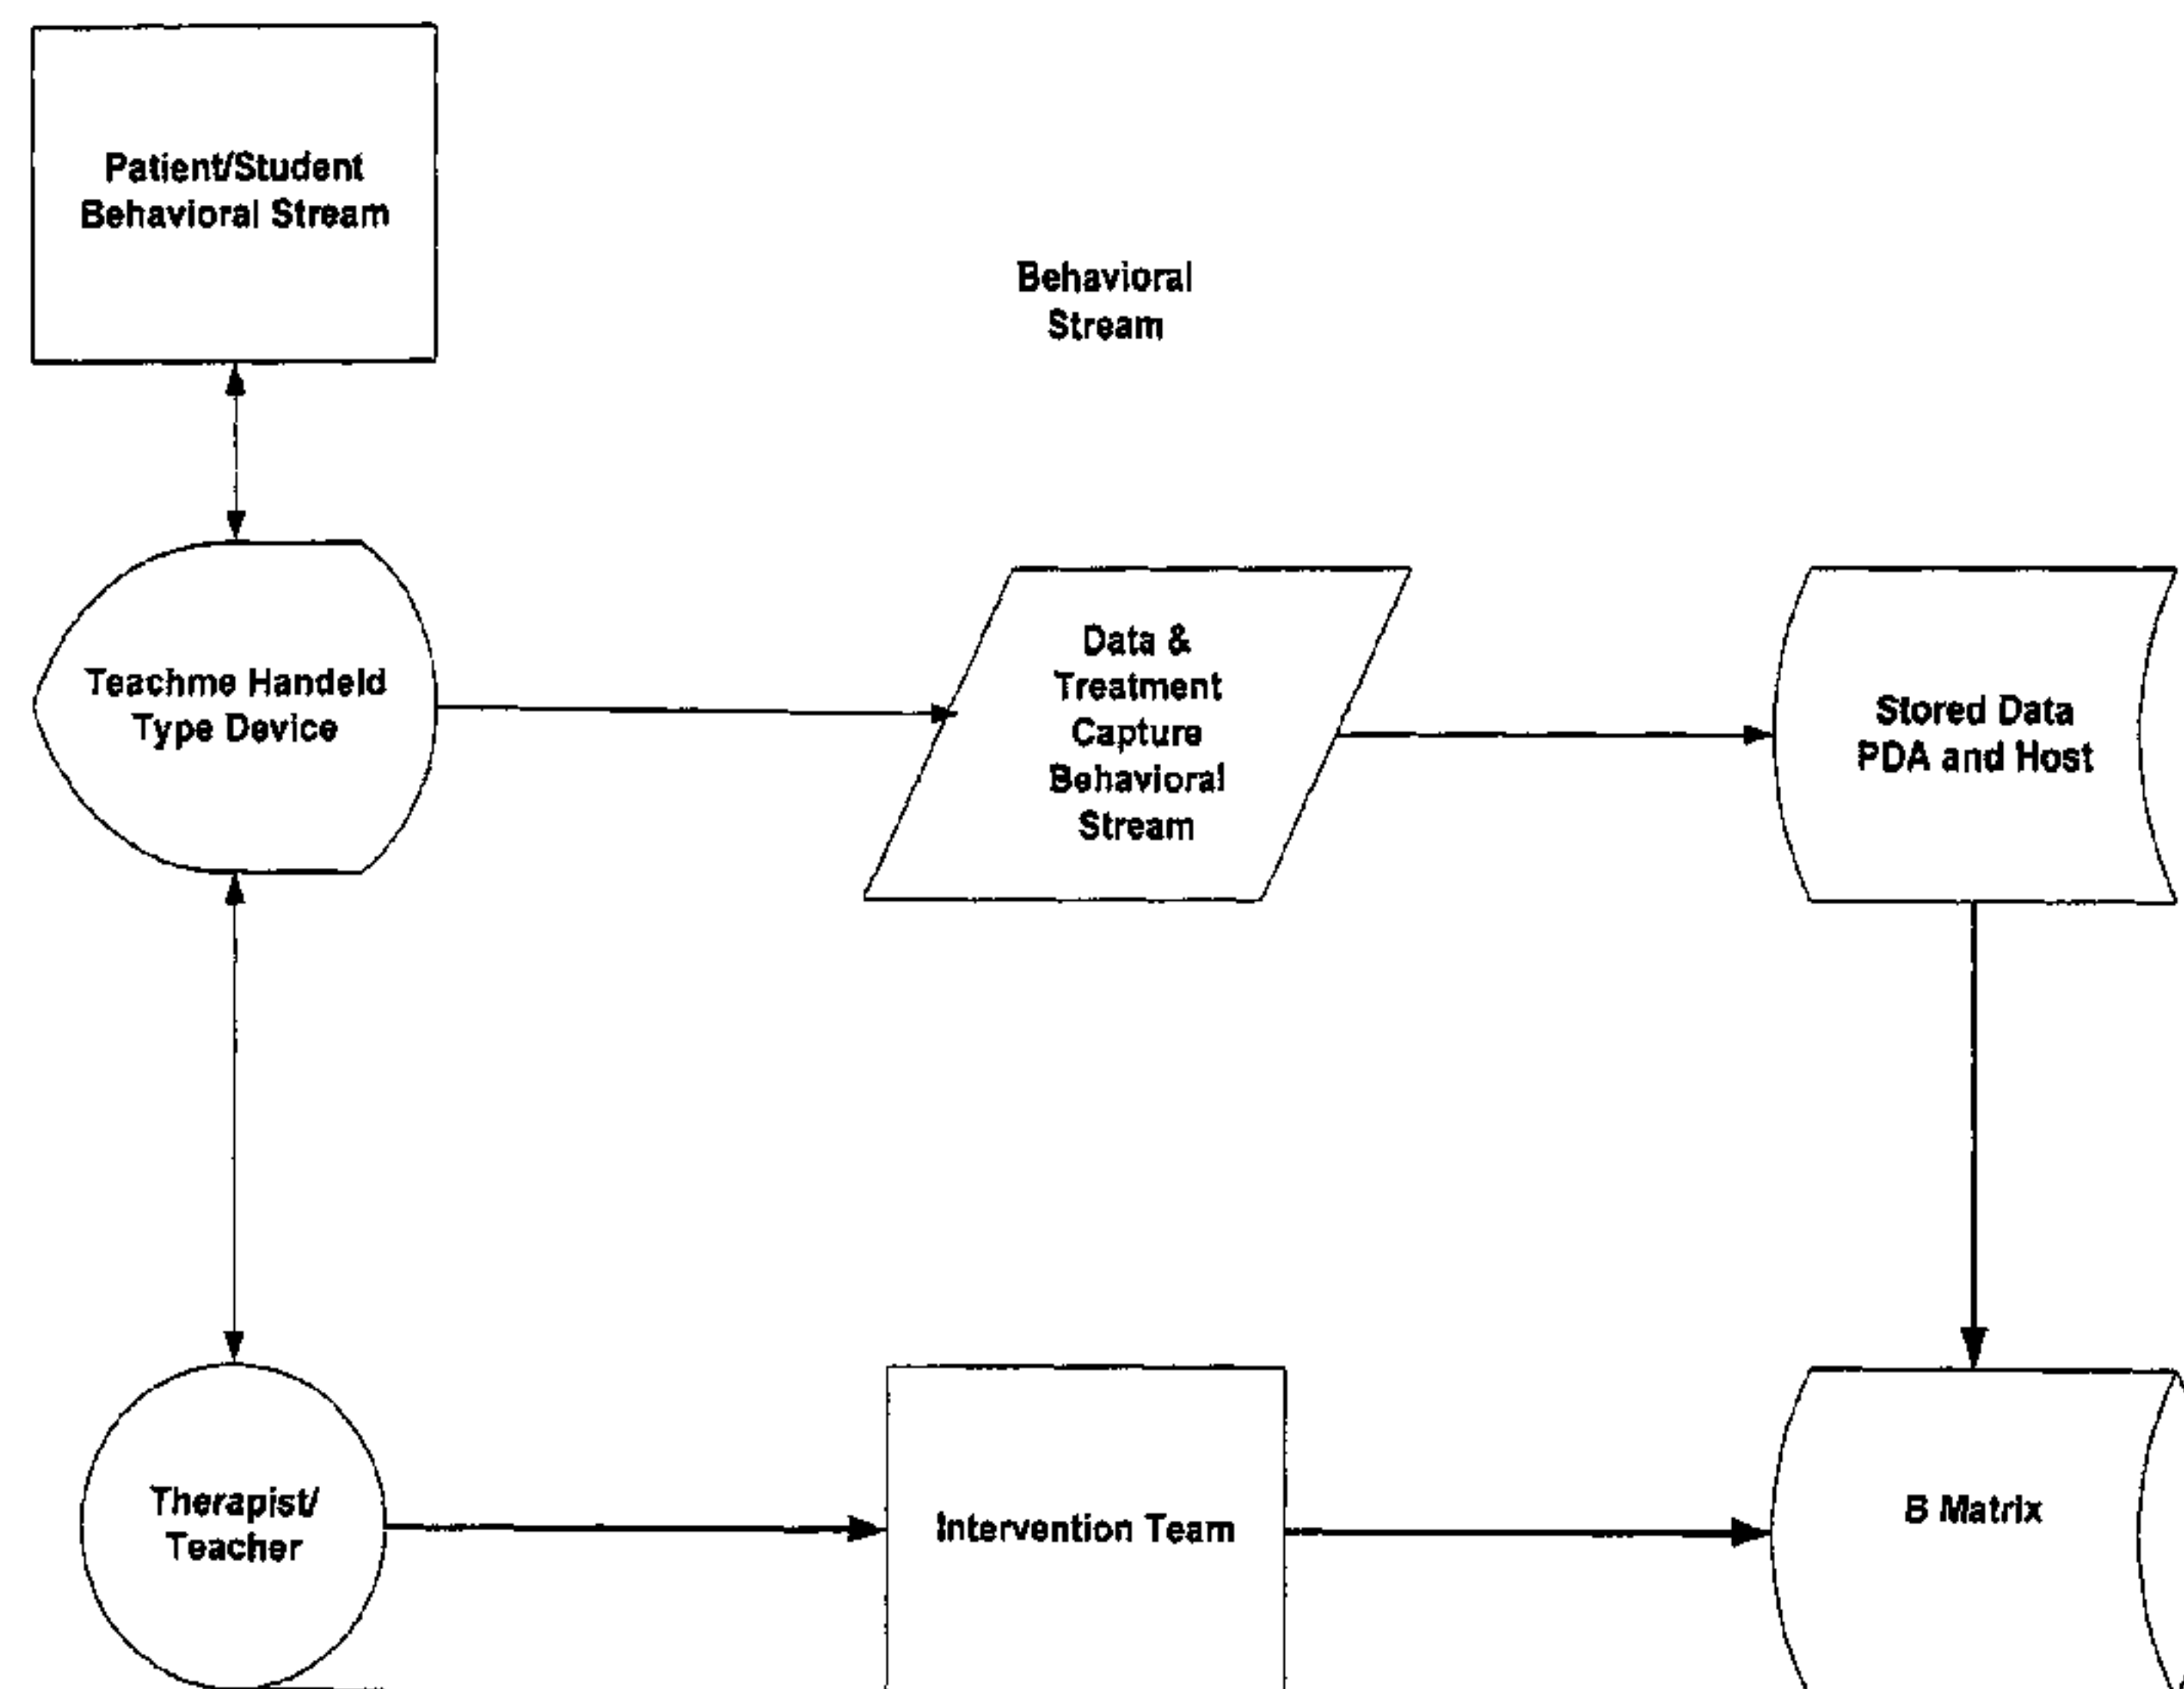 Patient/Student
Behavioral Stream
Behavioral
Stream
Teachme Handeld
Type Device
Data &
Treatment
Capture
Behavioral
Stream
Stored Data
PDA and Host
Therapist/
Teacher
Intervention Team
B Matrix